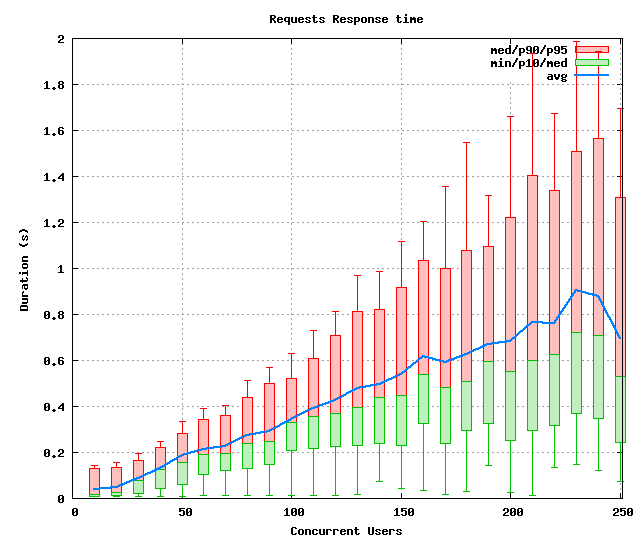 Requests Response time
2
1.8
1.6
1.4
1.2
1
0.8
0.6
0.4
0.2
0
Duration (s)
med/p90/p95
min/p10/med
avg
0 50 100 150 200 250
Concurrent Users